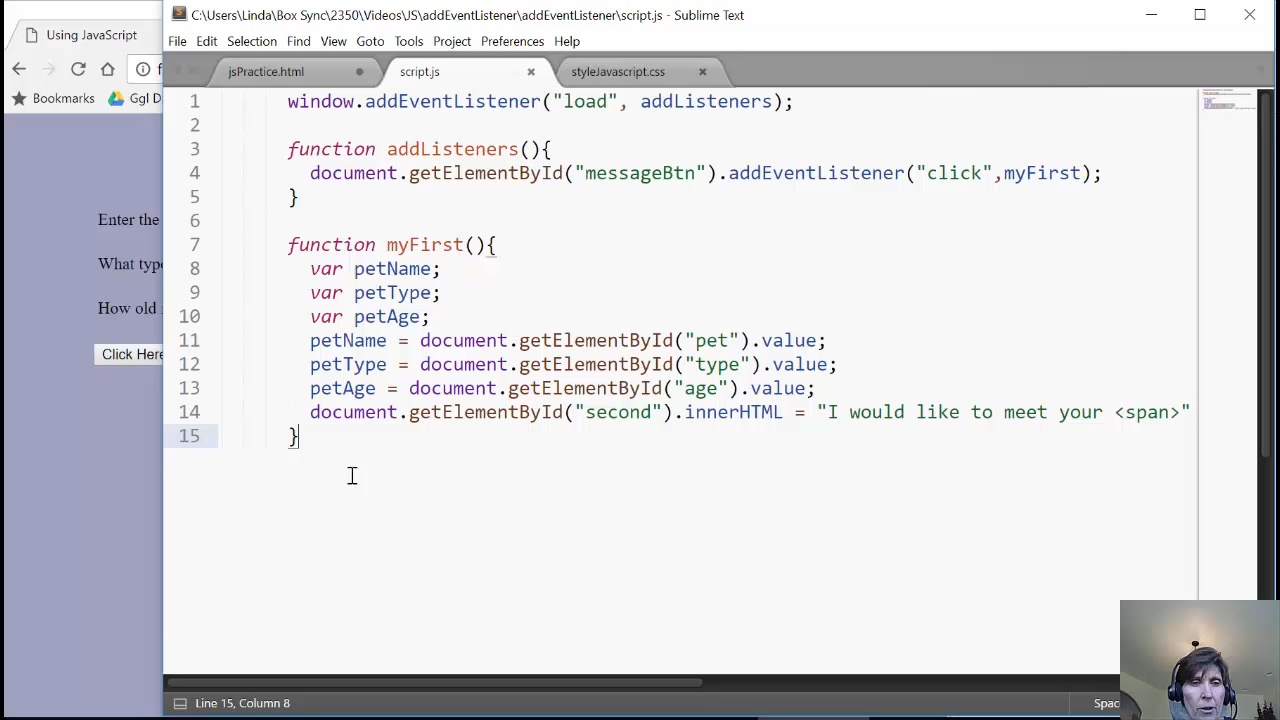 C:\Users\Linda\Box Sync\2350\Videos\JS\addEventListener\addEventListener\script.js - Sublime Text
Using JavaScript
File Edit Selection Find View Goto Tools Project Preferences Help
jsPractice.html script.js styleJavascript.css
Bookmarks Ggl D
1 window.addEventListener("load", addListeners);
2
3 function addListeners(){
4 document.getElementById("messageBtn").addEventListener("click",myFirst);
5 }
6
7 function myFirst(){
8 var petName;
9 var petType;
10 var petAge;
11 petName = document.getElementById("pet").value;
12 petType = document.getElementById("type").value;
13 petAge = document.getElementById("age").value;
14 document.getElementById("second").innerHTML = "I would like to meet your <span>"
15 }
Enter the
What type
How old
Click Here
Line 15, Column 8
Spac